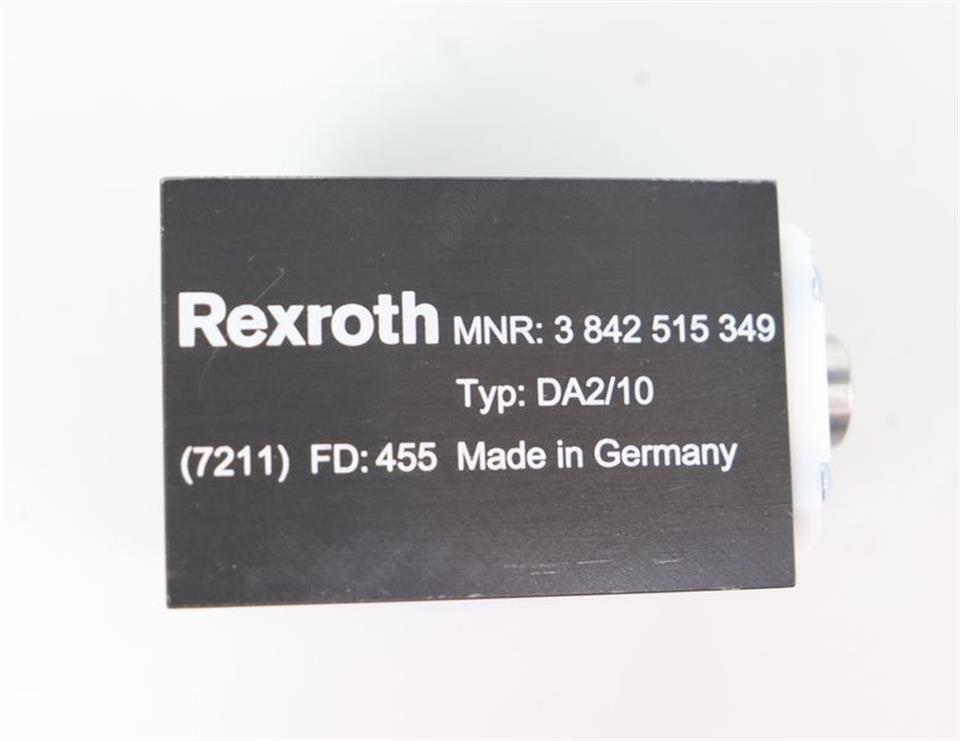 Rexroth MNR: 3 842 515 349
Typ: DA2/10
(7211) FD: 455 Made in Germany